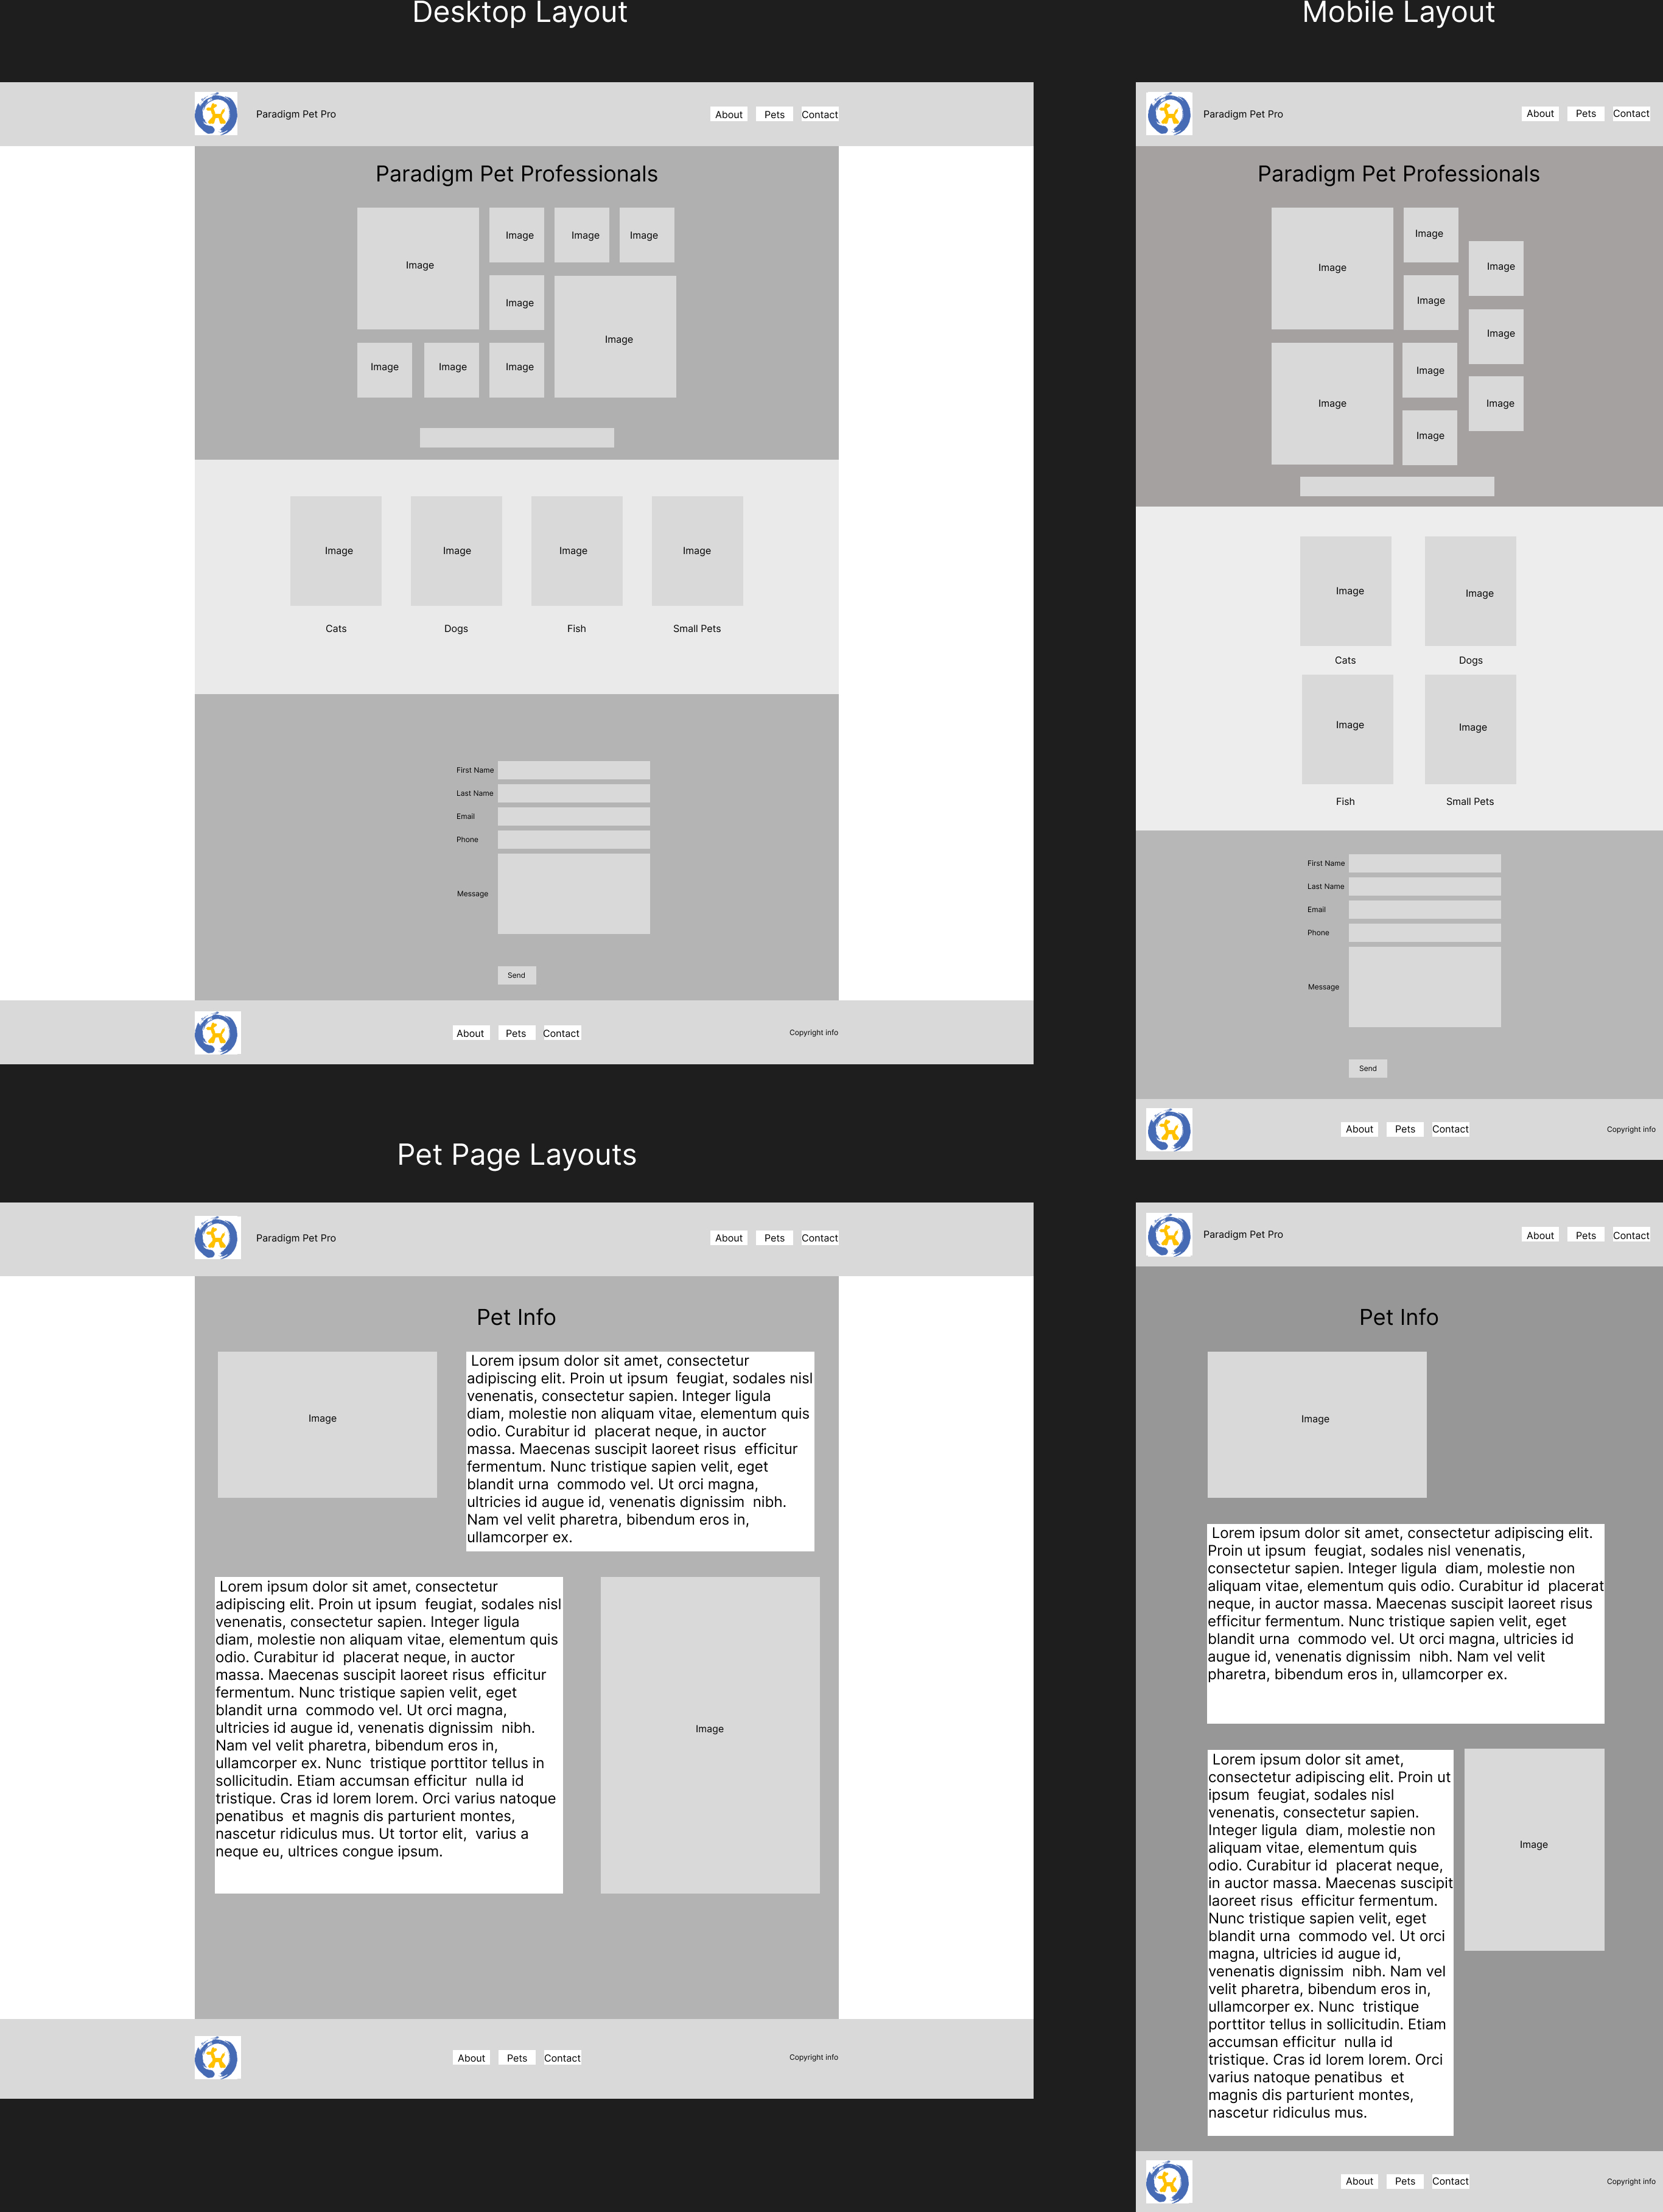 Desktop Layout
Paradigm Pet Pro
About
Pets
Contact
Paradigm Pet Professionals
Image
Image
Image
Image
Image
Image
Image
Image
Image
Image
Image
Image
Image
Cats
Dogs
Fish
Small Pets
First Name
Last Name
Email
Phone
Message
Send
About
Pets
Contact
Copyright info
Mobile Layout
Paradigm Pet Pro
About
Pets
Contact
Paradigm Pet Professionals
Image
Image
Image
Image
Image
Image
Image
Image
Image
Image
Image
Cats
Dogs
Image
Image
Fish
Small Pets
First Name
Last Name
Email
Phone
Message
Send
About
Pets
Contact
Copyright info
Pet Page Layouts
Paradigm Pet Pro
About
Pets
Contact
Pet Info
Image
Lorem ipsum dolor sit amet, consectetur
adipiscing elit. Proin ut ipsum  feugiat, sodales nisl
venenatis, consectetur sapien. Integer ligula
diam, molestie non aliquam vitae, elementum quis
odio. Curabitur id  placerat neque, in auctor
massa. Maecenas suscipit laoreet risus  efficitur
fermentum. Nunc tristique sapien velit, eget
blandit urna  commodo vel. Ut orci magna,
ultricies id augue id, venenatis dignissim  nibh.
Nam vel velit pharetra, bibendum eros in,
ullamcorper ex.
Lorem ipsum dolor sit amet, consectetur
adipiscing elit. Proin ut ipsum  feugiat, sodales nisl
venenatis, consectetur sapien. Integer ligula
diam, molestie non aliquam vitae, elementum quis
odio. Curabitur id  placerat neque, in auctor
massa. Maecenas suscipit laoreet risus  efficitur
fermentum. Nunc tristique sapien velit, eget
blandit urna  commodo vel. Ut orci magna,
ultricies id augue id, venenatis dignissim  nibh.
Nam vel velit pharetra, bibendum eros in,
ullamcorper ex. Nunc  tristique porttitor tellus in
sollicitudin. Etiam accumsan efficitur  nulla id
tristique. Cras id lorem lorem. Orci varius natoque
penatibus  et magnis dis parturient montes,
nascetur ridiculus mus. Ut tortor elit,  varius a
neque eu, ultrices congue ipsum.
Image
About
Pets
Contact
Copyright info
Paradigm Pet Pro
About
Pets
Contact
Pet Info
Image
Lorem ipsum dolor sit amet, consectetur adipiscing elit.
Proin ut ipsum  feugiat, sodales nisl venenatis,
consectetur sapien. Integer ligula  diam, molestie non
aliquam vitae, elementum quis odio. Curabitur id  placerat
neque, in auctor massa. Maecenas suscipit laoreet risus
efficitur fermentum. Nunc tristique sapien velit, eget
blandit urna  commodo vel. Ut orci magna, ultricies id
augue id, venenatis dignissim  nibh. Nam vel velit
pharetra, bibendum eros in, ullamcorper ex.
Lorem ipsum dolor sit amet,
consectetur adipiscing elit. Proin ut
ipsum  feugiat, sodales nisl
venenatis, consectetur sapien.
Integer ligula  diam, molestie non
aliquam vitae, elementum quis
odio. Curabitur id  placerat neque,
in auctor massa. Maecenas suscipit
laoreet risus  efficitur fermentum.
Nunc tristique sapien velit, eget
blandit urna  commodo vel. Ut orci
magna, ultricies id augue id,
venenatis dignissim  nibh. Nam vel
velit pharetra, bibendum eros in,
ullamcorper ex. Nunc  tristique
porttitor tellus in sollicitudin. Etiam
accumsan efficitur  nulla id
tristique. Cras id lorem lorem. Orci
varius natoque penatibus  et
magnis dis parturient montes,
nascetur ridiculus mus.
Image
About
Pets
Contact
Copyright info